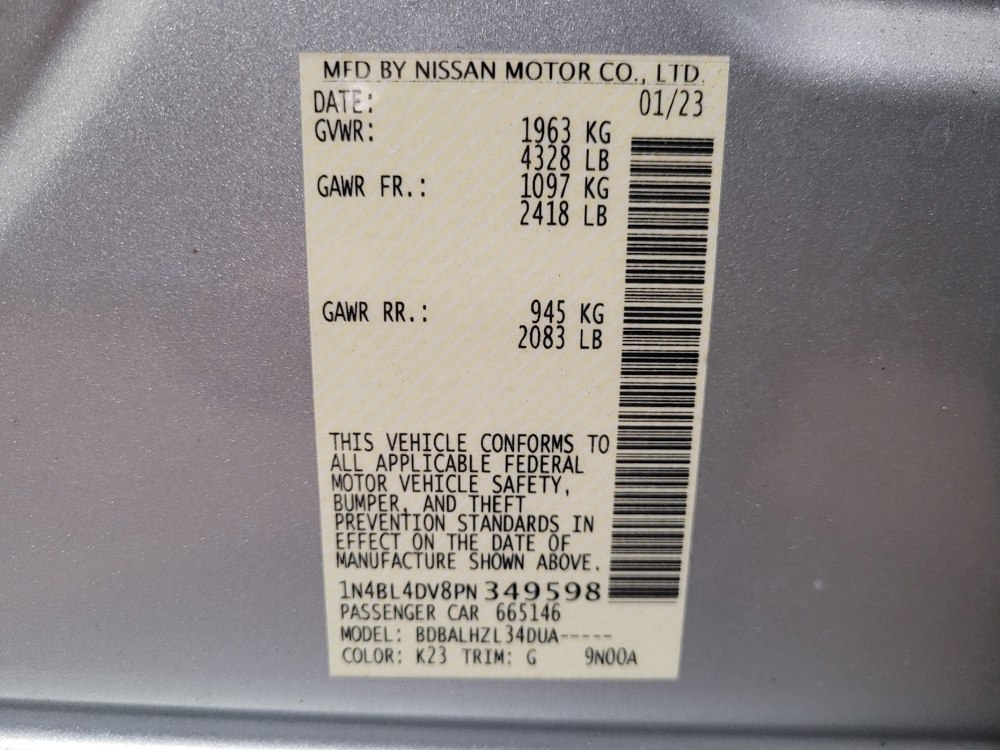 MFD BY NISSAN MOTOR CO., LTD.
DATE: 01/23
GVWR: 1963 KG
4328 LB
GAWR FR.: 1097 KG
2418 LB
GAWR RR.: 945 KG
2083 LB
THIS VEHICLE CONFORMS TO
ALL APPLICABLE FEDERAL
MOTOR VEHICLE SAFETY,
BUMPER, AND THEFT
PREVENTION STANDARDS IN
EFFECT ON THE DATE OF
MANUFACTURE SHOWN ABOVE.
1N4BL4DV8PN 349598
PASSENGER CAR 665146
MODEL: BDBALHZL34DUA-----
COLOR: K23 TRIM: G 9N00A